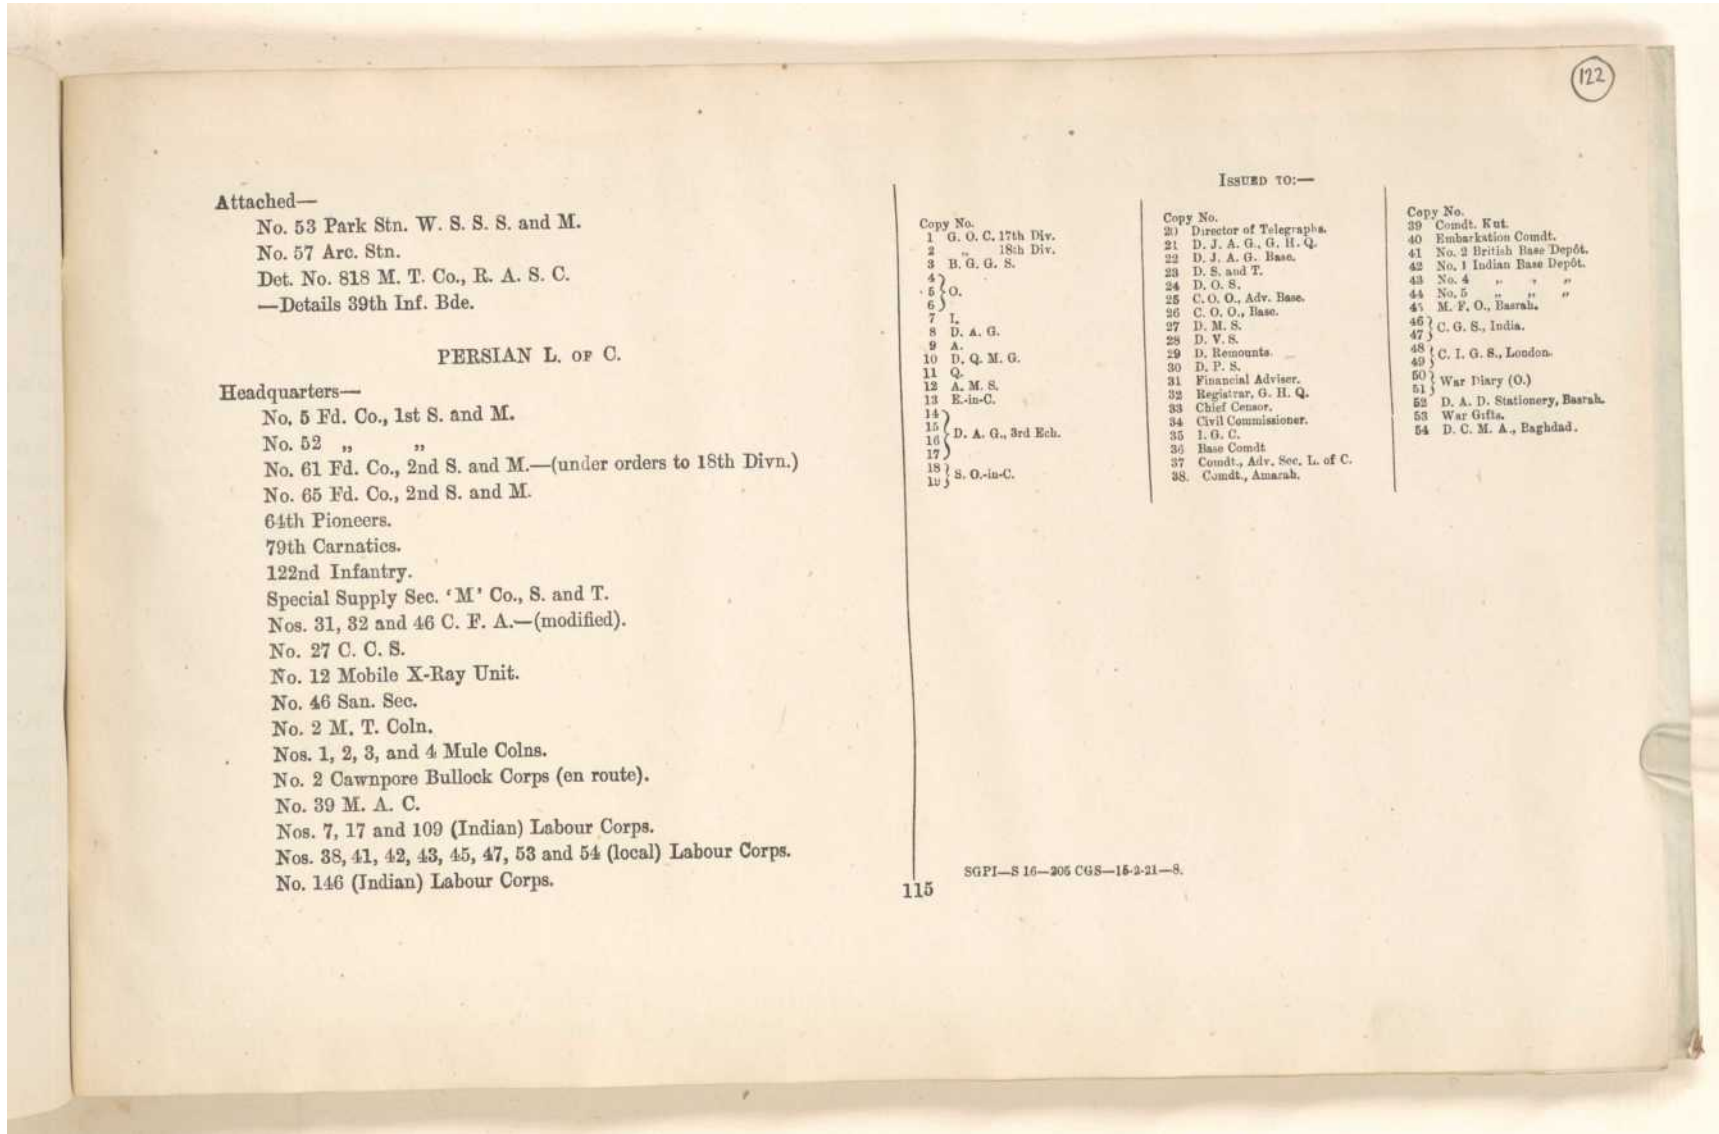 122
Attached—
No. 53 Park Stn. W. S. S. S. and M.
No. 57 Arc. Stn.
Det. No. 818 M. T. Co., R. A. S. C.
—Details 39th Inf. Bde.
PERSIAN L. OF C.
Headquarters—
No. 5 Fd. Co., 1st S. and M.
No. 52 „ „
No. 61 Fd. Co., 2nd S. and M.—(under orders to 18th Divn.)
No. 65 Fd. Co., 2nd S. and M.
64th Pioneers.
79th Carnatics.
122nd Infantry.
Special Supply Sec. 'M' Co., S. and T.
Nos. 31, 32 and 46 C. F. A.—(modified).
No. 27 C. C. S.
No. 12 Mobile X-Ray Unit.
No. 46 San. Sec.
No. 2 M. T. Coln.
Nos. 1, 2, 3, and 4 Mule Colns.
No. 2 Cawnpore Bullock Corps (en route).
No. 39 M. A. C.
Nos. 7, 17 and 109 (Indian) Labour Corps.
Nos. 38, 41, 42, 43, 45, 47, 53 and 54 (local) Labour Corps.
No. 146 (Indian) Labour Corps.
ISSUED TO:—
Copy No.
1 G. O. C. 17th Div.
2 „ 18th Div.
3 B. G. G. S.
4
5 } O.
6
7 I.
8 D. A. G.
9 A.
10 D. Q. M. G.
11 Q.
12 A. M. S.
13 E.-in-C.
14
15
16 } D. A. G., 3rd Ech.
17
18
19 } S. O.-in-C.
Copy No.
20 Director of Telegraphs.
21 D. J. A. G., G. H. Q.
22 D. J. A. G. Base.
23 D. S. and T.
24 D. O. S.
25 C. O. O., Adv. Base.
26 C. O. O., Base.
27 D. M. S.
28 D. V. S.
29 D. Remounts.
30 D. P. S.
31 Financial Adviser.
32 Registrar, G. H. Q.
33 Chief Censor.
34 Civil Commissioner.
35 I. G. C.
36 Base Comdt
37 Comdt., Adv. Sec. L. of C.
38. Comdt., Amarah.
Copy No.
39 Comdt. Kut.
40 Embarkation Comdt.
41 No. 2 British Base Depôt.
42 No. 1 Indian Base Depôt.
43 No. 4 „ „ „
44 No. 5 „ „ „
45 M. F. O., Basrah.
46
47 } C. G. S., India.
48
49 } C. I. G. S., London.
50
51 } War Diary (O.)
52 D. A. D. Stationery, Basrah.
53 War Gifts.
54 D. C. M. A., Baghdad.
115
SGPI—S 16—205 CGS—15-2-21—8.